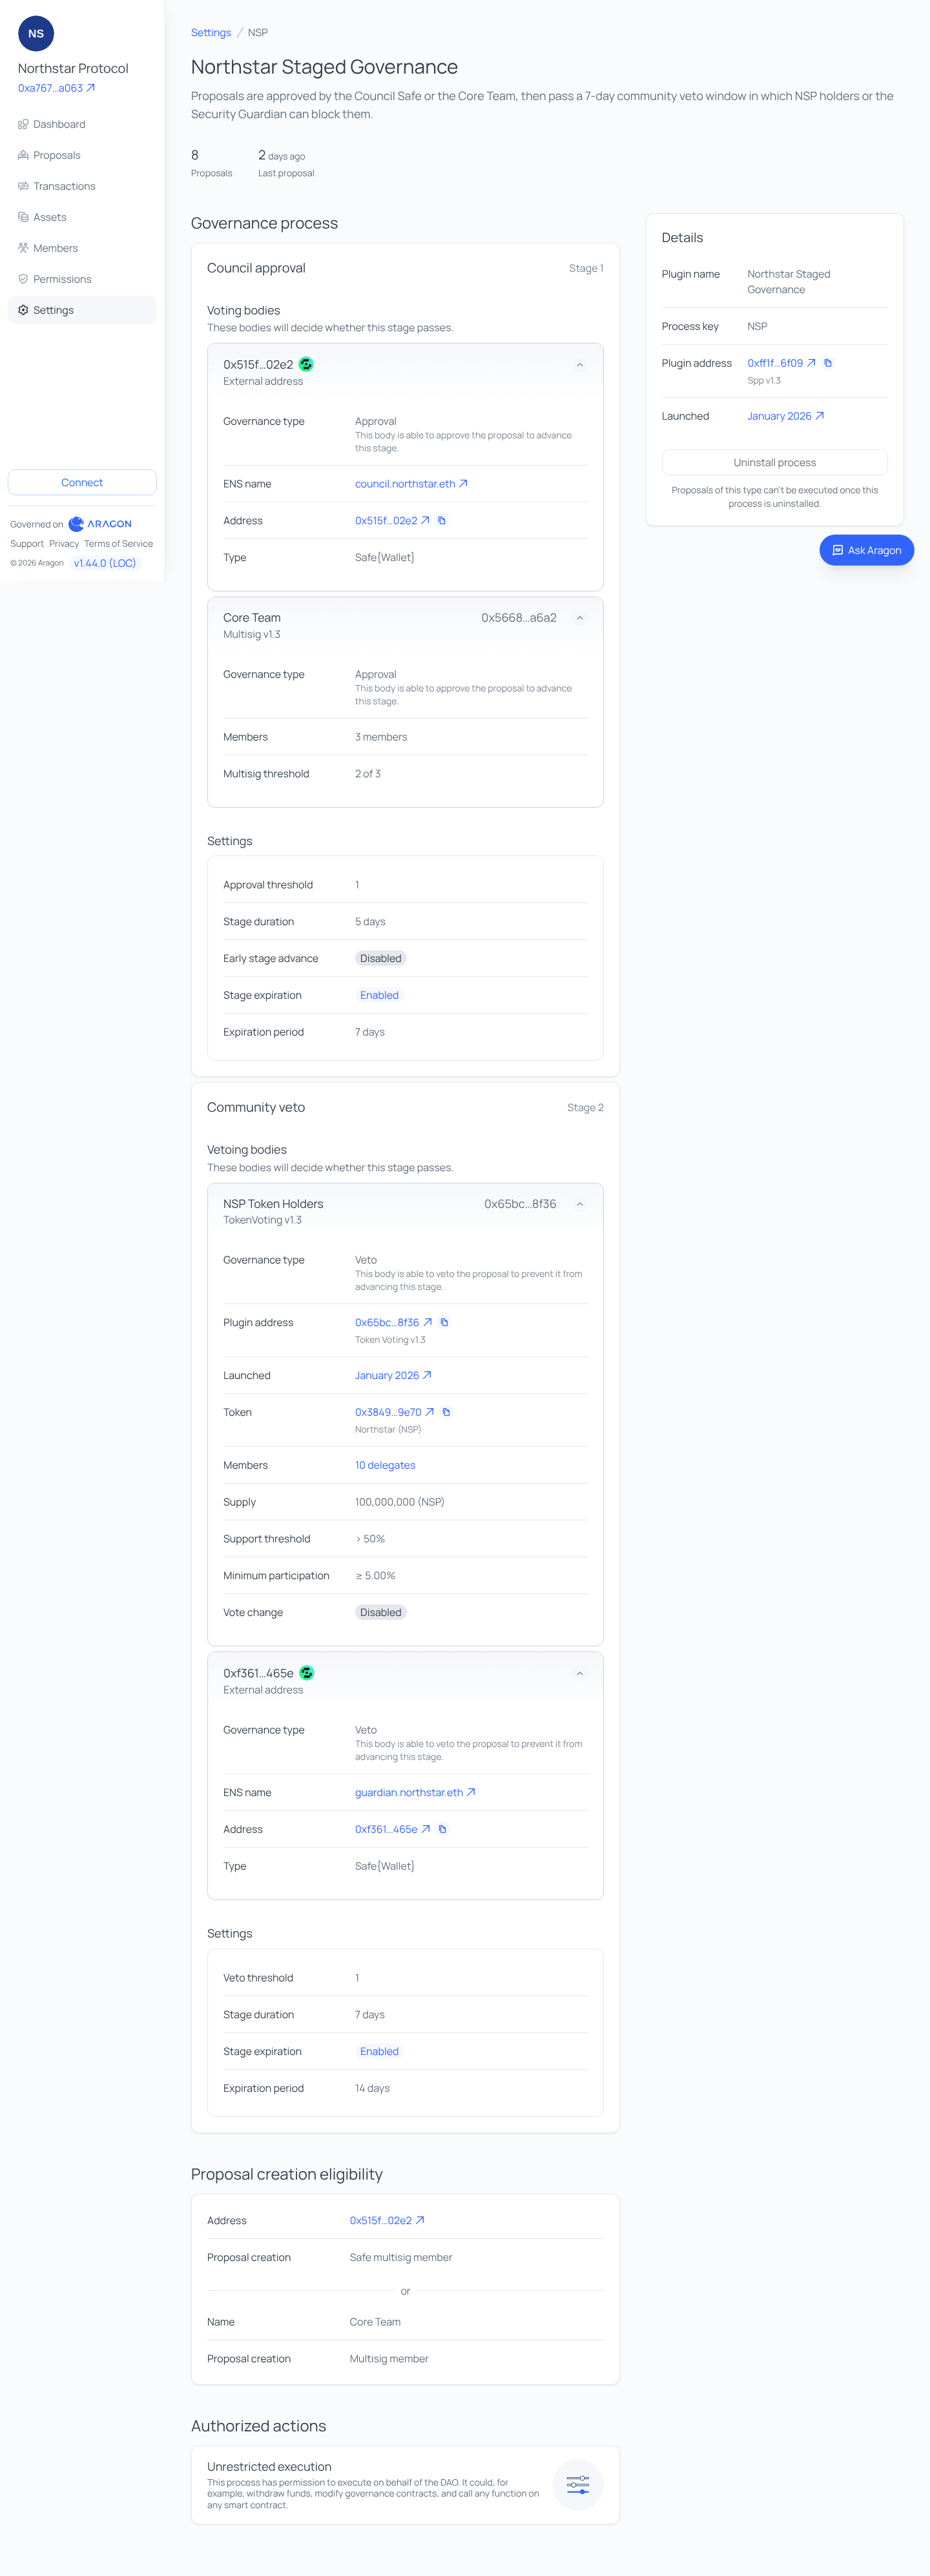 NS
Northstar Protocol
0xa767...a063
Dashboard
Proposals
Transactions
Assets
Members
Permissions
Settings
Connect
Governed on ARAGON
Support Privacy Terms of Service
© 2026 Aragon v1.44.0 (LOC)
Settings / NSP
Northstar Staged Governance
Proposals are approved by the Council Safe or the Core Team, then pass a 7-day community veto window in which NSP holders or the
Security Guardian can block them.
8 2 days ago
Proposals Last proposal
Governance process
Council approval Stage 1
Voting bodies
These bodies will decide whether this stage passes.
0x515f...02e2
External address
Governance type Approval
This body is able to approve the proposal to advance
this stage.
ENS name council.northstar.eth
Address 0x515f...02e2
Type Safe{Wallet}
Core Team 0x5668...a6a2
Multisig v1.3
Governance type Approval
This body is able to approve the proposal to advance
this stage.
Members 3 members
Multisig threshold 2 of 3
Settings
Approval threshold 1
Stage duration 5 days
Early stage advance Disabled
Stage expiration Enabled
Expiration period 7 days
Community veto Stage 2
Vetoing bodies
These bodies will decide whether this stage passes.
NSP Token Holders 0x65bc...8f36
TokenVoting v1.3
Governance type Veto
This body is able to veto the proposal to prevent it from
advancing this stage.
Plugin address 0x65bc...8f36
Token Voting v1.3
Launched January 2026
Token 0x3849...9e70
Northstar (NSP)
Members 10 delegates
Supply 100,000,000 (NSP)
Support threshold > 50%
Minimum participation ≥ 5.00%
Vote change Disabled
0xf361...465e
External address
Governance type Veto
This body is able to veto the proposal to prevent it from
advancing this stage.
ENS name guardian.northstar.eth
Address 0xf361...465e
Type Safe{Wallet}
Settings
Veto threshold 1
Stage duration 7 days
Stage expiration Enabled
Expiration period 14 days
Proposal creation eligibility
Address 0x515f...02e2
Proposal creation Safe multisig member
or
Name Core Team
Proposal creation Multisig member
Authorized actions
Unrestricted execution
This process has permission to execute on behalf of the DAO. It could, for
example, withdraw funds, modify governance contracts, and call any function on
any smart contract.
Details
Plugin name Northstar Staged
Governance
Process key NSP
Plugin address 0xff1f...6f09
Spp v1.3
Launched January 2026
Uninstall process
Proposals of this type can't be executed once this
process is uninstalled.
Ask Aragon